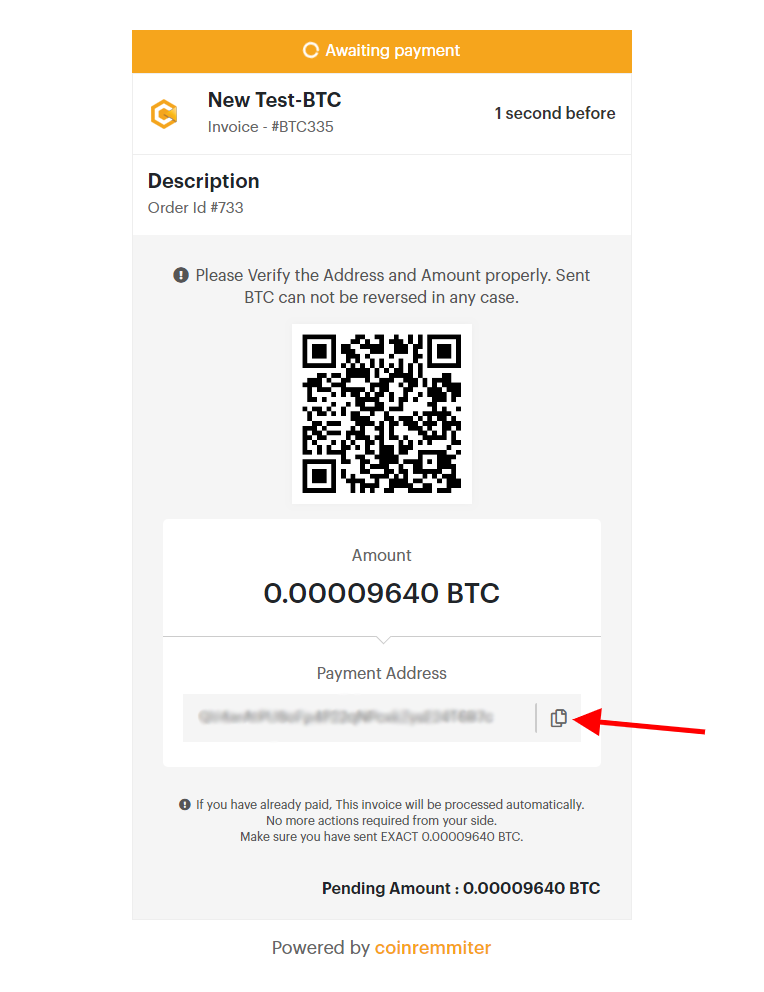 Awaiting payment
New Test-BTC
Invoice - #BTC335
1 second before
Description
Order Id #733
Please Verify the Address and Amount properly. Sent
BTC can not be reversed in any case.
Amount
0.00009640 BTC
Payment Address
If you have already paid, This invoice will be processed automatically.
No more actions required from your side.
Make sure you have sent EXACT 0.00009640 BTC.
Pending Amount : 0.00009640 BTC
Powered by coinremmiter